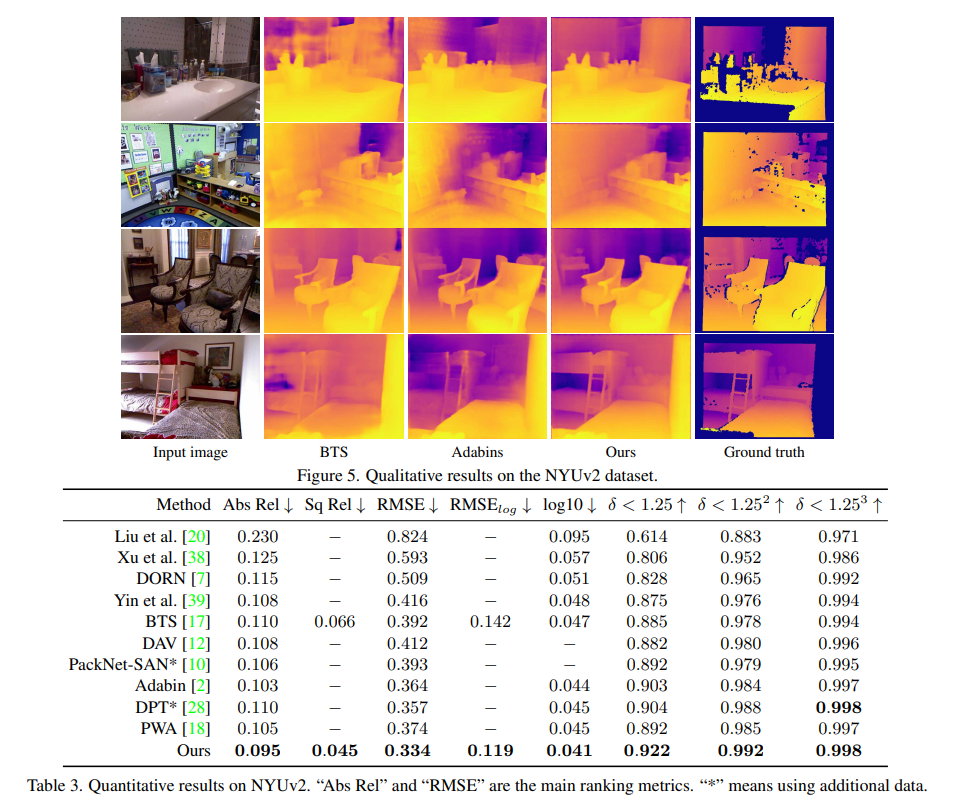 Input image BTS Adabins Ours Ground truth
Figure 5. Qualitative results on the NYUv2 dataset.
Method Abs Rel ↓ Sq Rel ↓ RMSE ↓ RMSElog ↓ log10 ↓ δ < 1.25 ↑ δ < 1.25² ↑ δ < 1.25³ ↑
Liu et al. [20] 0.230 − 0.824 − 0.095 0.614 0.883 0.971
Xu et al. [38] 0.125 − 0.593 − 0.057 0.806 0.952 0.986
DORN [7] 0.115 − 0.509 − 0.051 0.828 0.965 0.992
Yin et al. [39] 0.108 − 0.416 − 0.048 0.875 0.976 0.994
BTS [17] 0.110 0.066 0.392 0.142 0.047 0.885 0.978 0.994
DAV [12] 0.108 − 0.412 − − 0.882 0.980 0.996
PackNet-SAN* [10] 0.106 − 0.393 − − 0.892 0.979 0.995
Adabin [2] 0.103 − 0.364 − 0.044 0.903 0.984 0.997
DPT* [28] 0.110 − 0.357 − 0.045 0.904 0.988 0.998
PWA [18] 0.105 − 0.374 − 0.045 0.892 0.985 0.997
Ours 0.095 0.045 0.334 0.119 0.041 0.922 0.992 0.998
Table 3. Quantitative results on NYUv2. “Abs Rel” and “RMSE” are the main ranking metrics. “*” means using additional data.